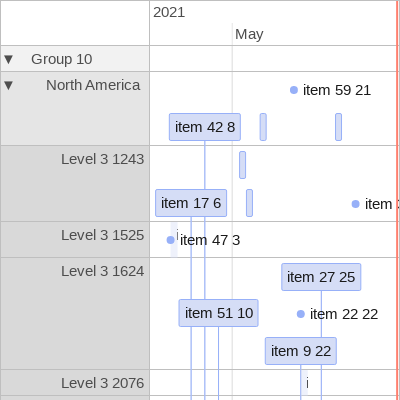 2021
May
▼ Group 10
▼ North America
item 59 21
item 42 8
Level 3 1243
item 17 6
item
Level 3 1525
item 47 3
Level 3 1624
item 27 25
item 51 10
item 22 22
item 9 22
Level 3 2076
i